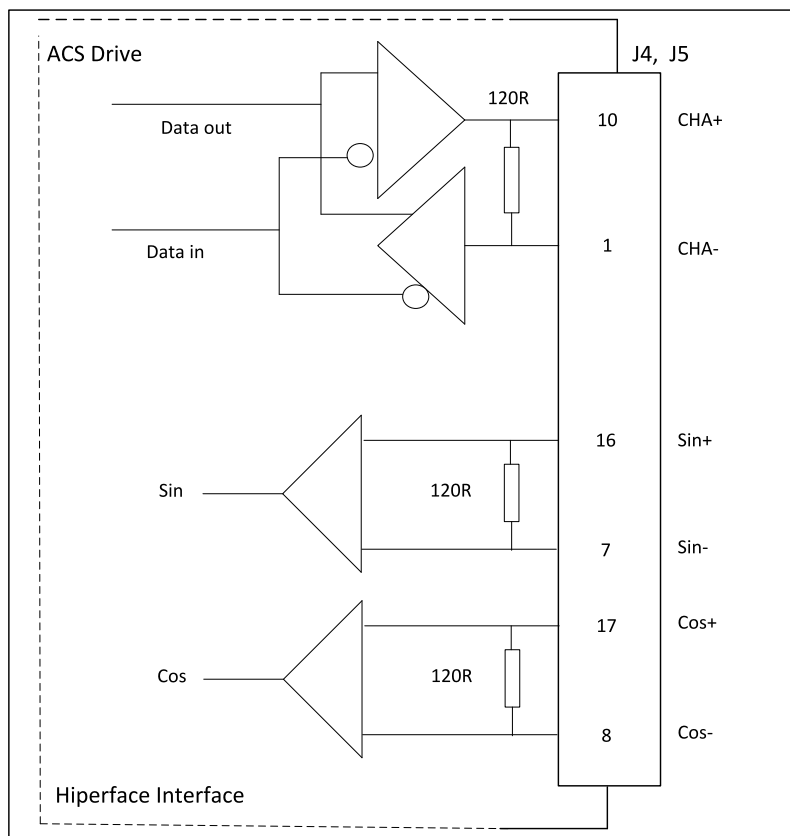 ACS Drive
J4, J5
120R
10
CHA+
Data out
Data in
1
CHA-
16
Sin+
Sin
120R
7
Sin-
17
Cos+
Cos
120R
8
Cos-
Hiperface Interface